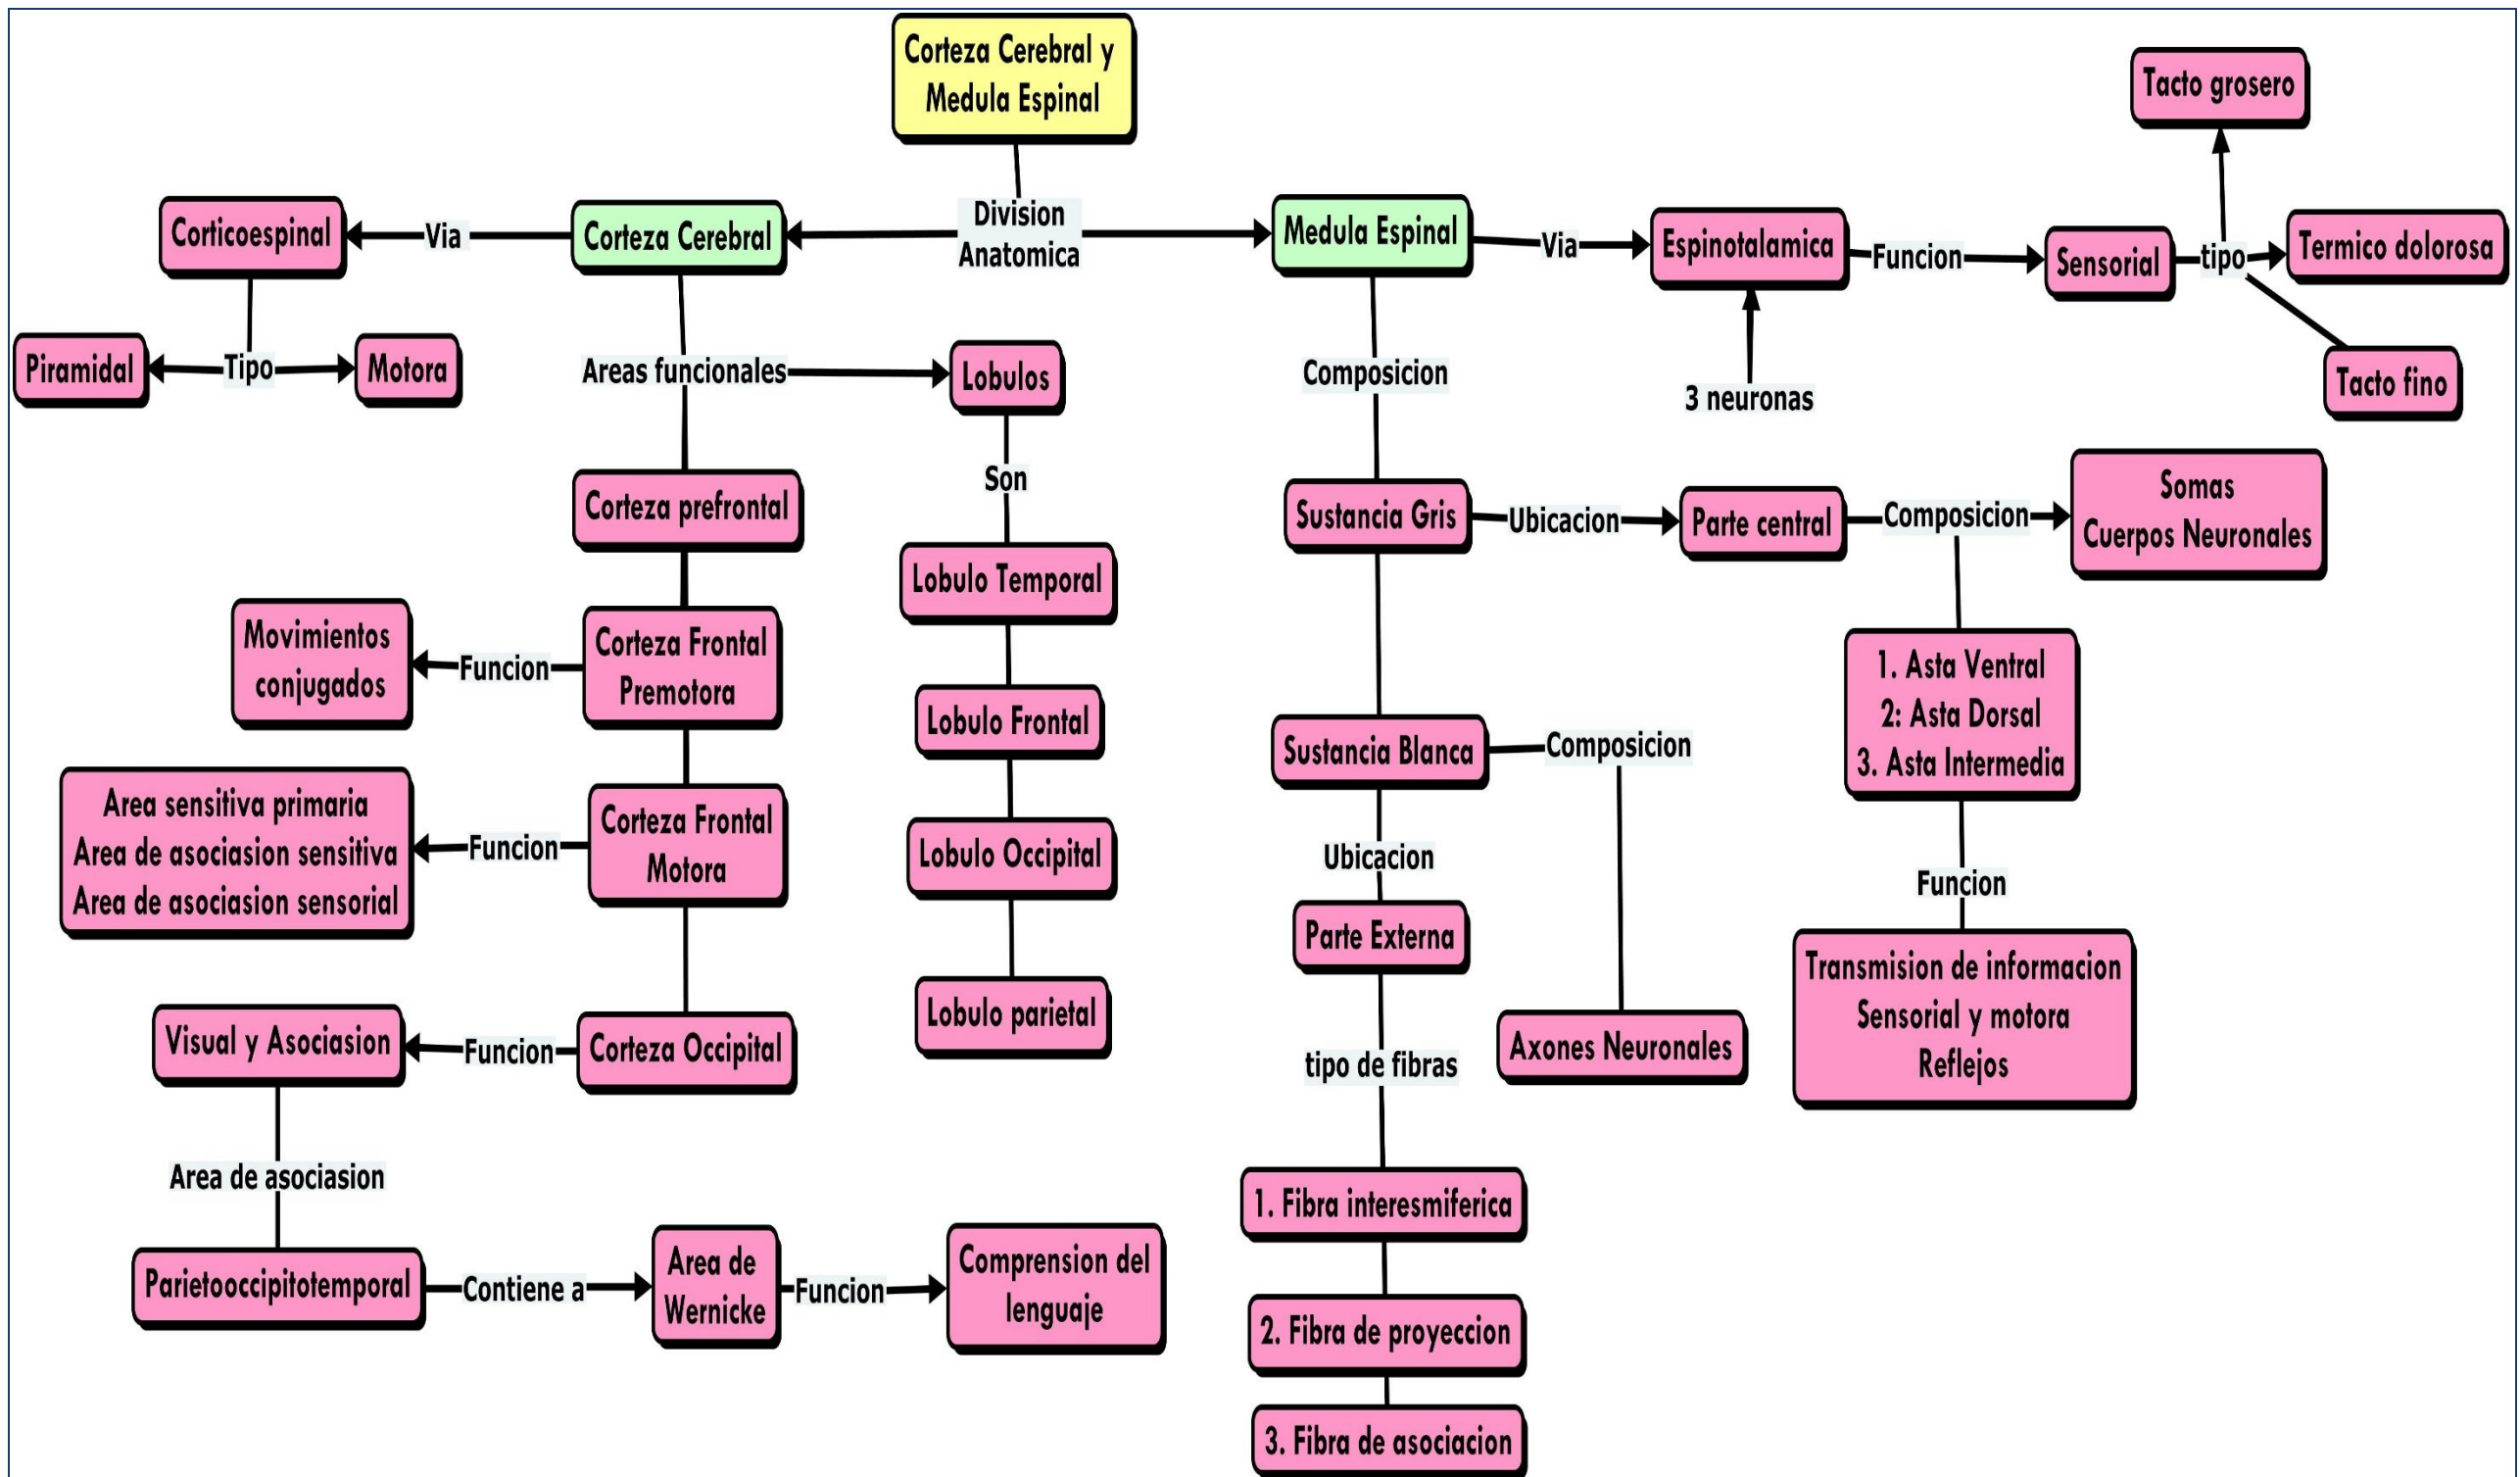 Corteza Cerebral y
Medula Espinal
Division
Anatomica
Corteza Cerebral
Via
Corticoespinal
Tipo
Piramidal
Motora
Areas funcionales
Lobulos
Son
Lobulo Temporal
Lobulo Frontal
Lobulo Occipital
Lobulo parietal
Corteza prefrontal
Corteza Frontal
Premotora
Funcion
Movimientos
conjugados
Corteza Frontal
Motora
Funcion
Area sensitiva primaria
Area de asociasion sensitiva
Area de asociasion sensorial
Corteza Occipital
Funcion
Visual y Asociasion
Area de asociasion
Parietooccipitotemporal
Contiene a
Area de
Wernicke
Funcion
Comprension del
lenguaje
Medula Espinal
Via
Espinotalamica
3 neuronas
Funcion
Sensorial
tipo
Tacto grosero
Termico dolorosa
Tacto fino
Composicion
Sustancia Gris
Ubicacion
Parte central
Composicion
Somas
Cuerpos Neuronales
1. Asta Ventral
2: Asta Dorsal
3. Asta Intermedia
Funcion
Transmision de informacion
Sensorial y motora
Reflejos
Sustancia Blanca
Composicion
Axones Neuronales
Ubicacion
Parte Externa
tipo de fibras
1. Fibra interesmiferica
2. Fibra de proyeccion
3. Fibra de asociacion